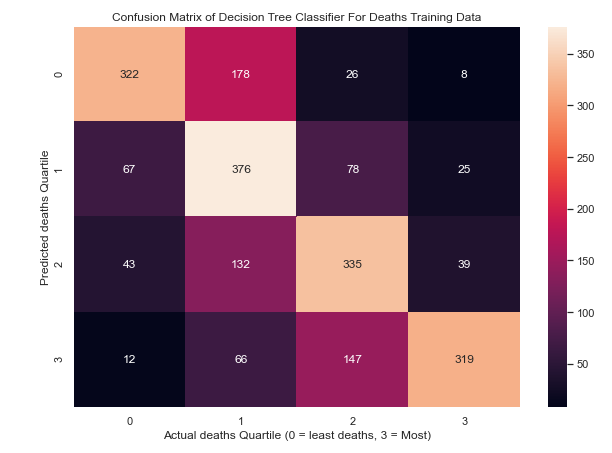 Confusion Matrix of Decision Tree Classifier For Deaths Training Data
0 322 178 26 8
1 67 376 78 25
2 43 132 335 39
3 12 66 147 319
0 1 2 3
Predicted deaths Quartile
Actual deaths Quartile (0 = least deaths, 3 = Most)
350
300
250
200
150
100
50